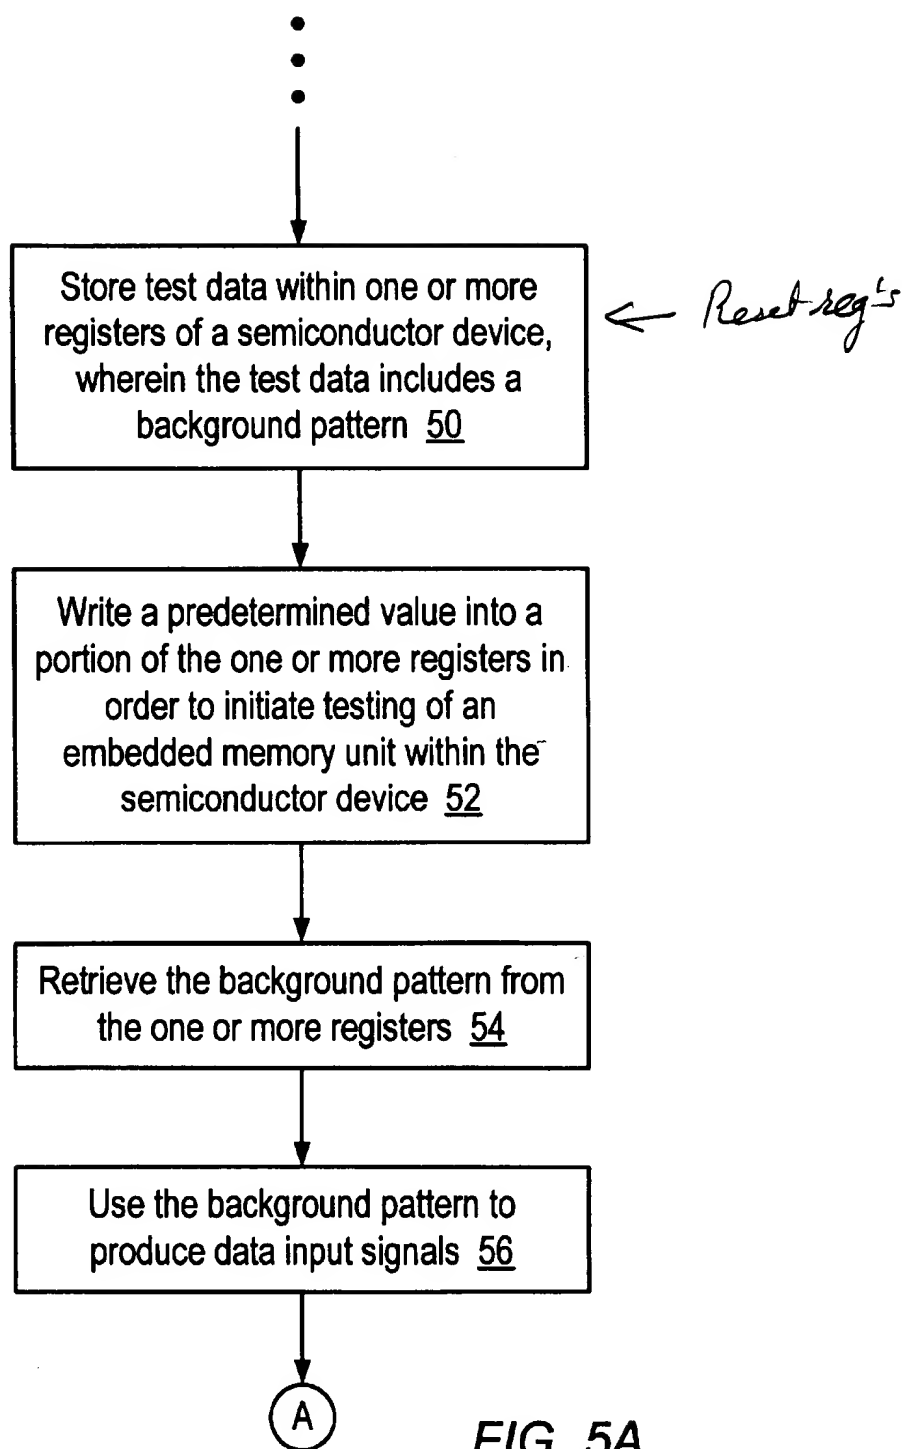 Store test data within one or more
registers of a semiconductor device,
wherein the test data includes a
background pattern 50
Reset reg's
Write a predetermined value into a
portion of the one or more registers in
order to initiate testing of an
embedded memory unit within the
semiconductor device 52
Retrieve the background pattern from
the one or more registers 54
Use the background pattern to
produce data input signals 56
A
FIG. 5A